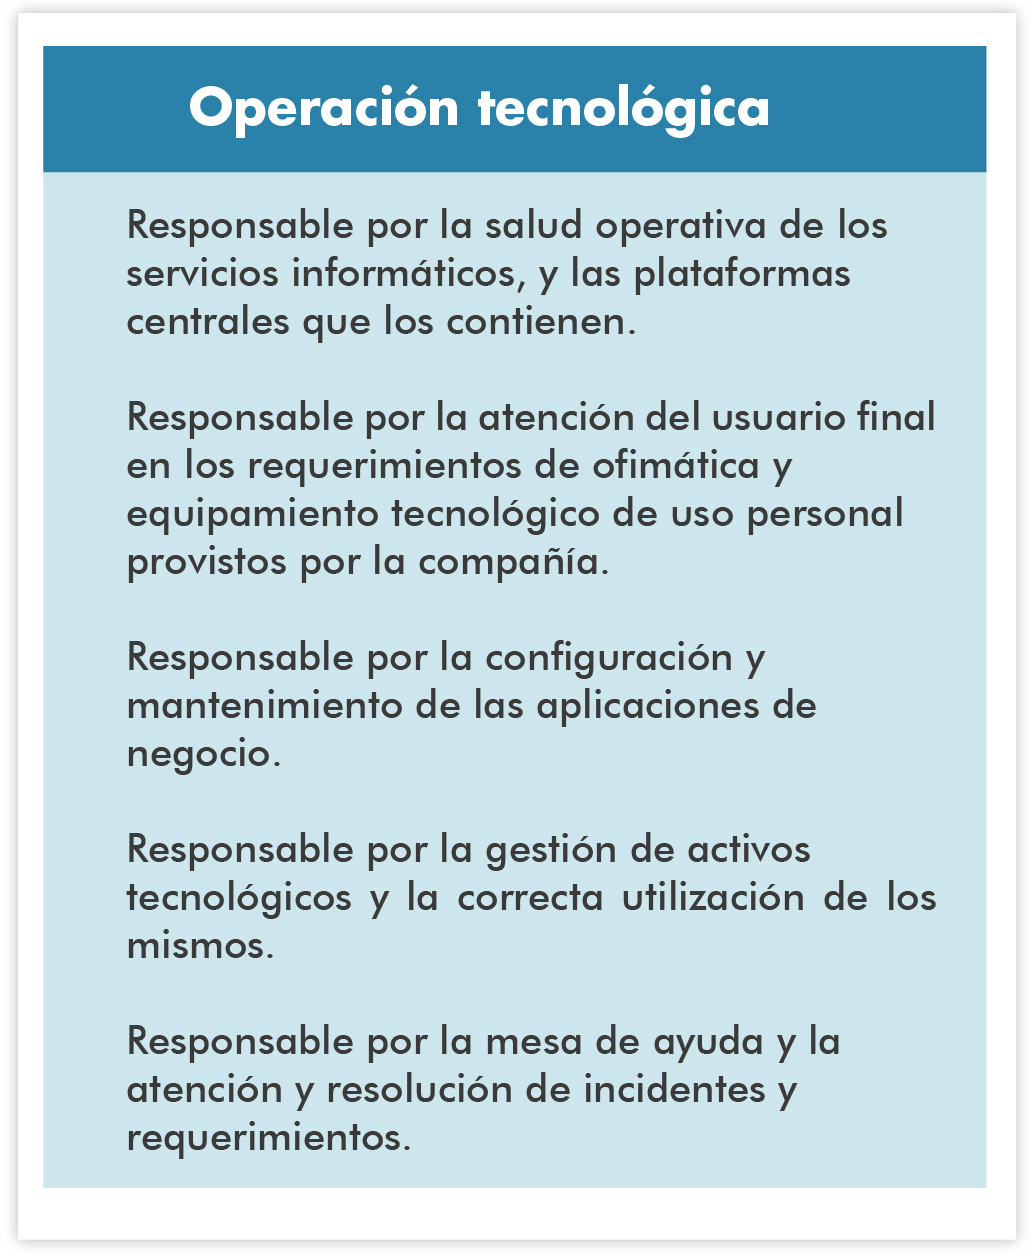 Operación tecnológica
Responsable por la salud operativa de los
servicios informáticos, y las plataformas
centrales que los contienen.
Responsable por la atención del usuario final
en los requerimientos de ofimática y
equipamiento tecnológico de uso personal
provistos por la compañía.
Responsable por la configuración y
mantenimiento de las aplicaciones de
negocio.
Responsable por la gestión de activos
tecnológicos y la correcta utilización de los
mismos.
Responsable por la mesa de ayuda y la
atención y resolución de incidentes y
requerimientos.